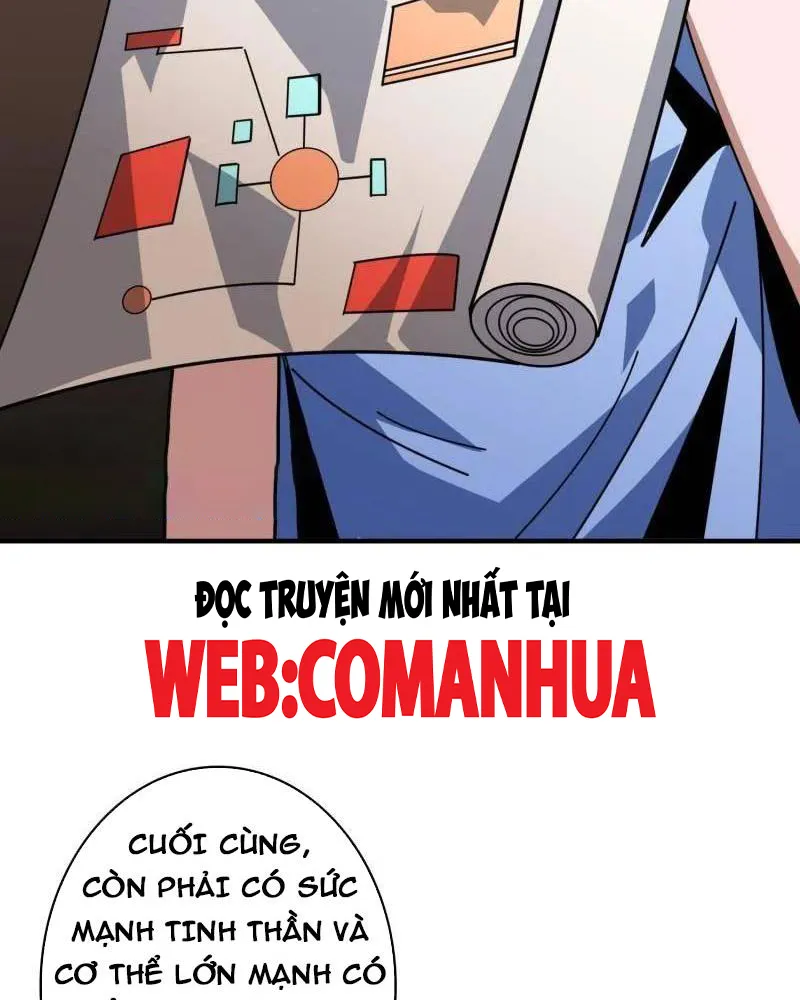 ĐỌC TRUYỆN MỚI NHẤT TẠI
WEB:COMANHUA
CUỐI CÙNG,
CÒN PHẢI CÓ SỨC
MẠNH TINH THẦN VÀ
CƠ THỂ LỚN MẠNH CÓ